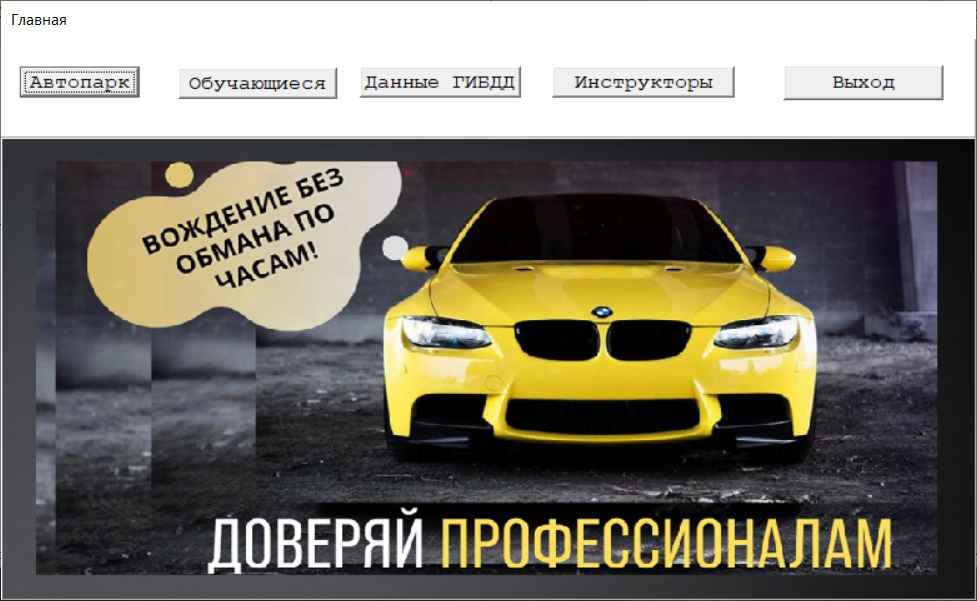 Главная
Автопарк
Обучающиеся
Данные ГИБДД
Инструкторы
Выход
ВОЖДЕНИЕ БЕЗ
ОБМАНА ПО
ЧАСАМ!
ДОВЕРЯЙ ПРОФЕССИОНАЛАМ